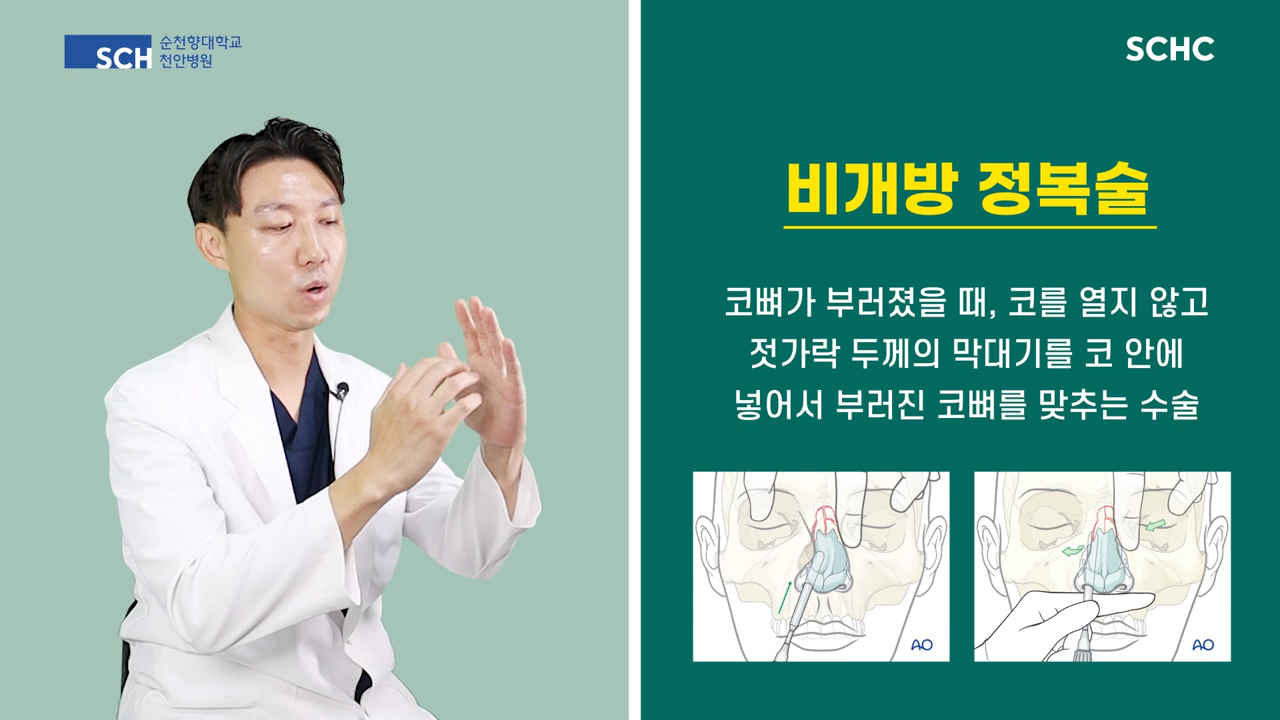 SCH
순천향대학교
천안병원
SCHC
비개방 정복술
코뼈가 부러졌을 때, 코를 열지 않고
젓가락 두께의 막대기를 코 안에
넣어서 부러진 코뼈를 맞추는 수술
AO
AO